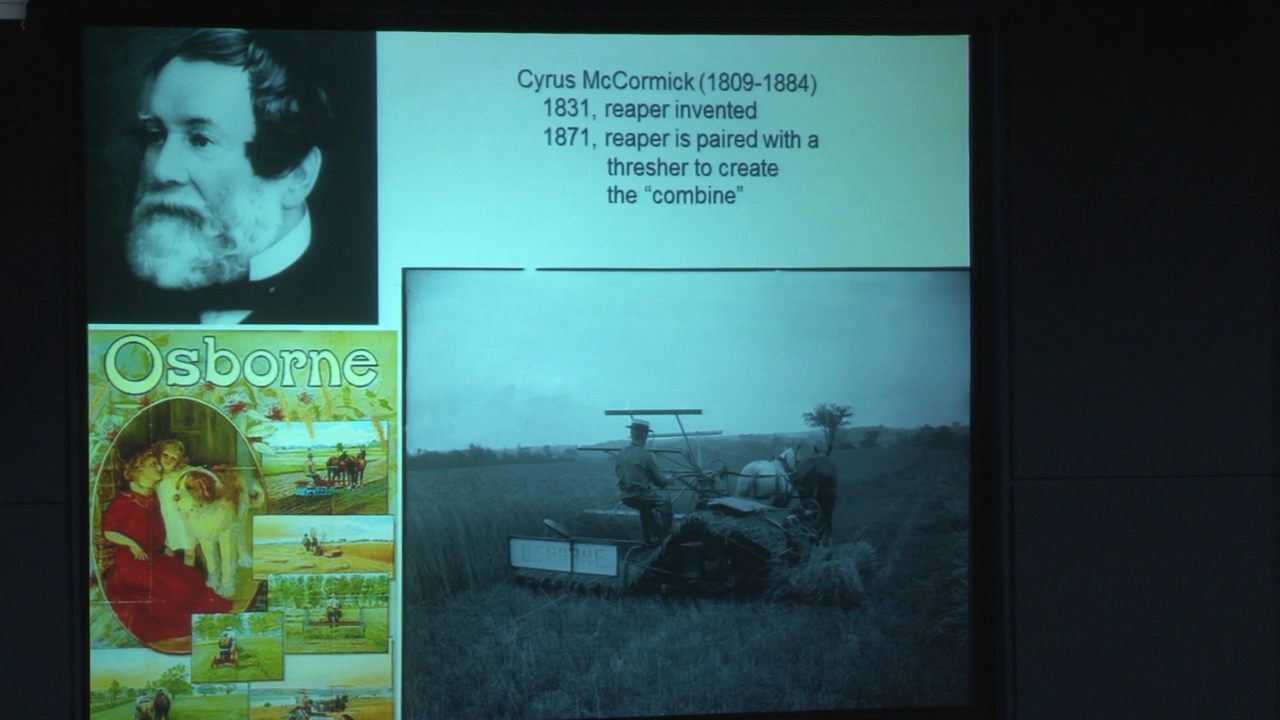 Cyrus McCormick (1809-1884)
1831, reaper invented
1871, reaper is paired with a
thresher to create
the “combine”
Osborne
OSBORNE